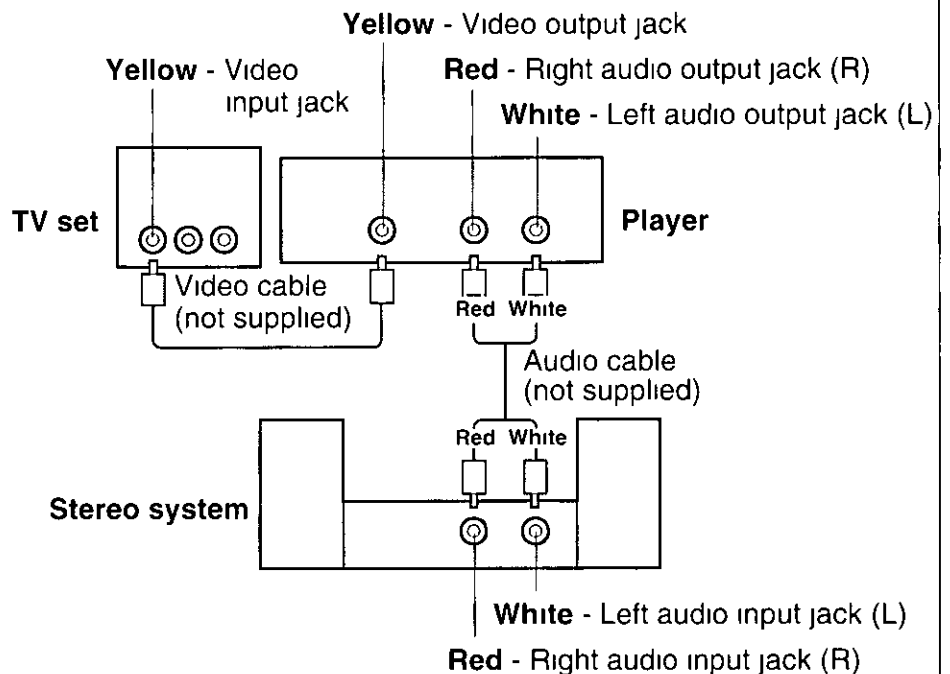 Yellow - Video output jack
Yellow - Video
input jack
Red - Right audio output jack (R)
White - Left audio output jack (L)
TV set
Player
Video cable
(not supplied)
Red White
Audio cable
(not supplied)
Red White
Stereo system
White - Left audio input jack (L)
Red - Right audio input jack (R)